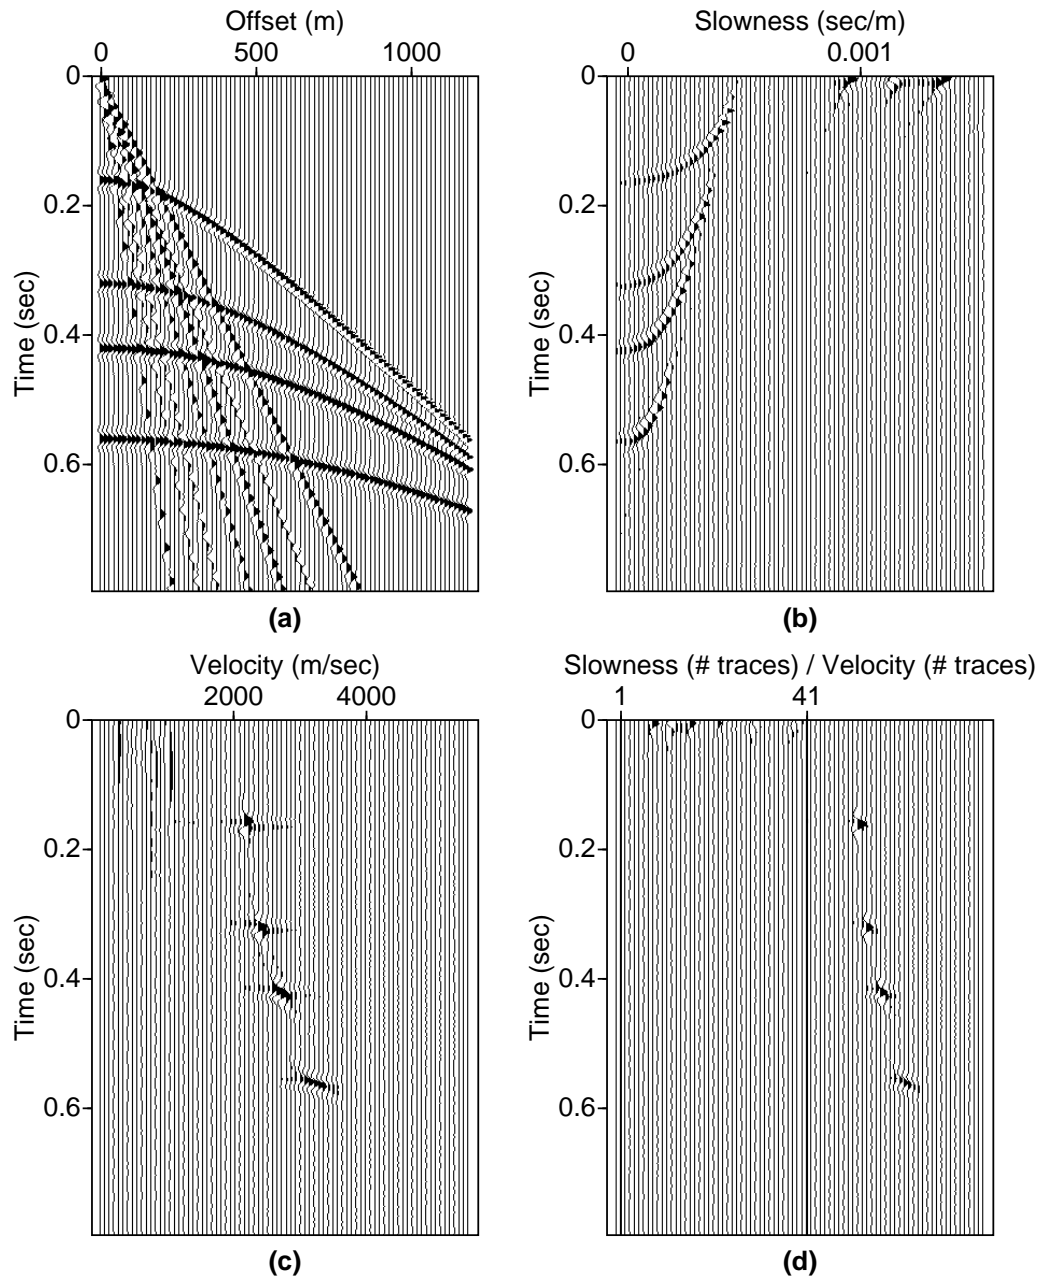 Offset (m)
0 500 1000
0
0.2
0.4
0.6
Time (sec)
(a)
Slowness (sec/m)
0 0.001
0
0.2
0.4
0.6
Time (sec)
(b)
Velocity (m/sec)
2000 4000
0
0.2
0.4
0.6
Time (sec)
(c)
Slowness (# traces) / Velocity (# traces)
1 41
0
0.2
0.4
0.6
Time (sec)
(d)